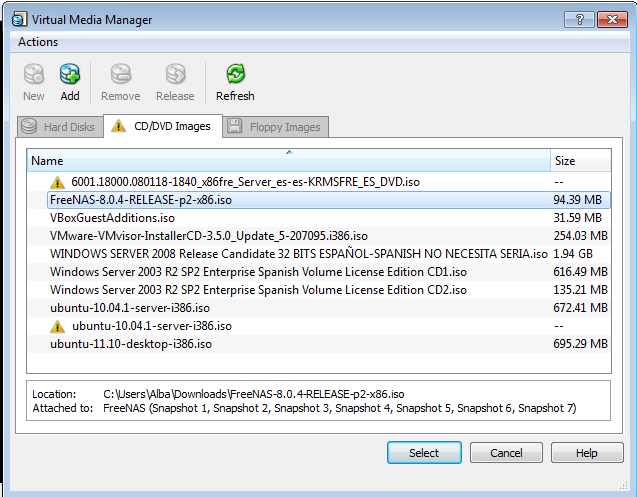 Virtual Media Manager
Actions
New Add Remove Release Refresh
Hard Disks CD/DVD Images Floppy Images
Name Size
6001.18000.080118-1840_x86fre_Server_es-es-KRMSFRE_ES_DVD.iso --
FreeNAS-8.0.4-RELEASE-p2-x86.iso 94.39 MB
VBoxGuestAdditions.iso 31.59 MB
VMware-VMvisor-InstallerCD-3.5.0_Update_5-207095.i386.iso 254.03 MB
WINDOWS SERVER 2008 Release Candidate 32 BITS ESPAÑOL-SPANISH NO NECESITA SERIA.iso 1.94 GB
Windows Server 2003 R2 SP2 Enterprise Spanish Volume License Edition CD1.iso 616.49 MB
Windows Server 2003 R2 SP2 Enterprise Spanish Volume License Edition CD2.iso 135.21 MB
ubuntu-10.04.1-server-i386.iso 672.41 MB
ubuntu-10.04.1-server-i386.iso --
ubuntu-11.10-desktop-i386.iso 695.29 MB
Location: C:\Users\Alba\Downloads\FreeNAS-8.0.4-RELEASE-p2-x86.iso
Attached to: FreeNAS (Snapshot 1, Snapshot 2, Snapshot 3, Snapshot 4, Snapshot 5, Snapshot 6, Snapshot 7)
Select Cancel Help